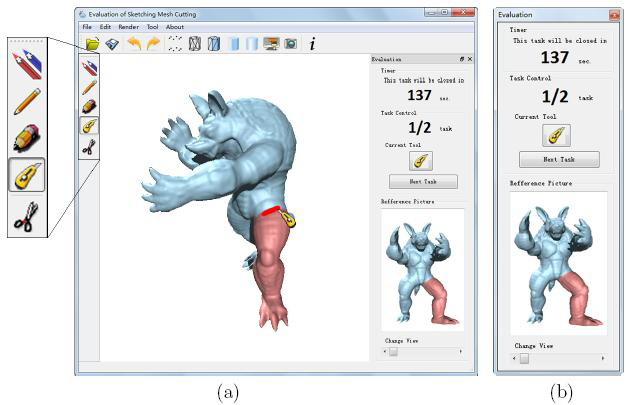 Evaluation of Sketching Mesh Cutting
File Edit Render Tool About
i
Evaluation
Timer
This task will be closed in
137 sec.
Task Control
1/2 task
Current Tool
Next Task
Refference Picture
Change View
(a)
Evaluation
Timer
This task will be closed in
137 sec.
Task Control
1/2 task
Current Tool
Next Task
Refference Picture
Change View
(b)